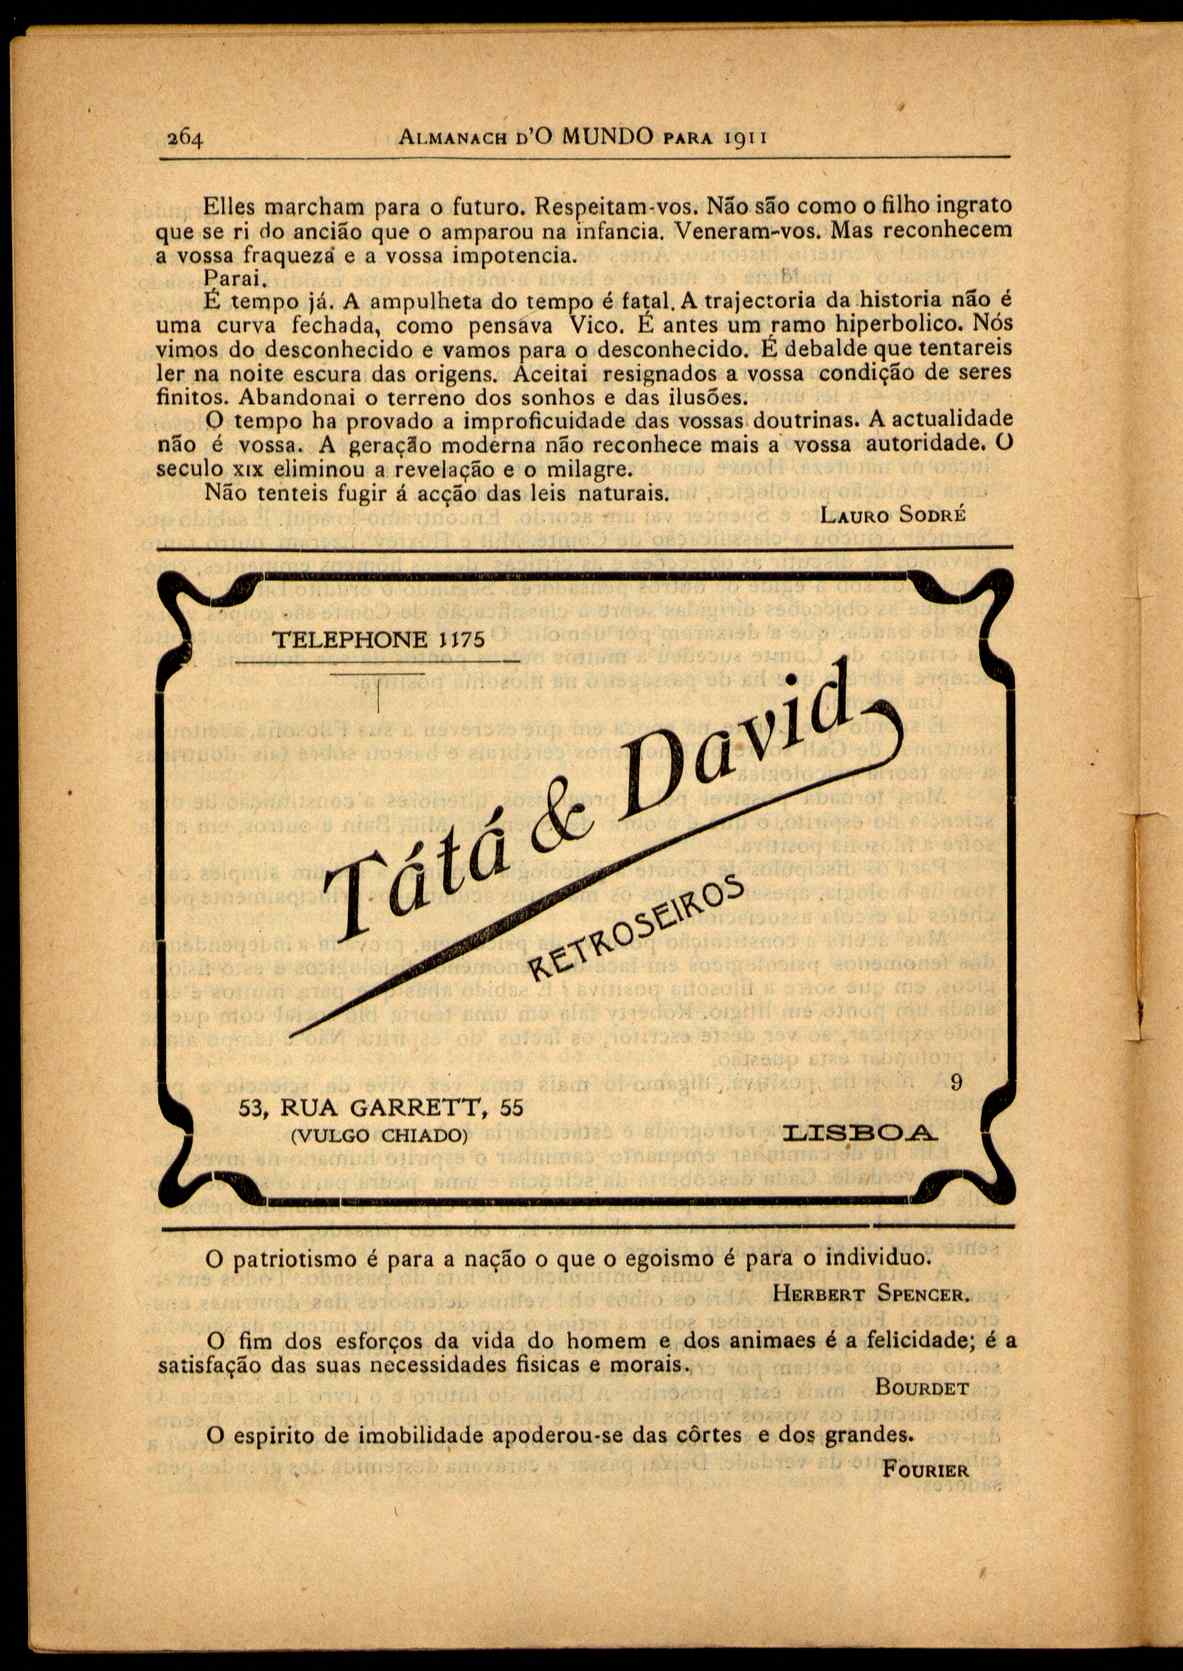 264
ALMANACH D'O MUNDO PARA 1911
Elles marcham para o futuro. Respeitam-vos. Não são como o filho ingrato
que se ri do ancião que o amparou na infancia. Veneram-vos. Mas reconhecem
a vossa fraqueza e a vossa impotencia.
Parai.
É tempo já. A ampulheta do tempo é fatal. A trajectoria da historia não é
uma curva fechada, como pensáva Vico. É antes um ramo hiperbolico. Nós
vimos do desconhecido e vamos para o desconhecido. É debalde que tentareis
ler na noite escura das origens. Aceitai resignados a vossa condição de seres
finitos. Abandonai o terreno dos sonhos e das ilusões.
O tempo ha provado a improficuidade das vossas doutrinas. A actualidade
não é vossa. A geração moderna não reconhece mais a vossa autoridade. O
seculo XIX eliminou a revelação e o milagre.
Não tenteis fugir á acção das leis naturais.
LAURO SODRÉ
TELEPHONE 1175
Tátá & David
RETROSEIROS
9
53, RUA GARRETT, 55
(VULGO CHIADO)
LISBOA
O patriotismo é para a nação o que o egoismo é para o individuo.
HERBERT SPENCER.
O fim dos esforços da vida do homem e dos animaes é a felicidade; é a
satisfação das suas necessidades fisicas e morais.
BOURDET
O espirito de imobilidade apoderou-se das côrtes e dos grandes.
FOURIER